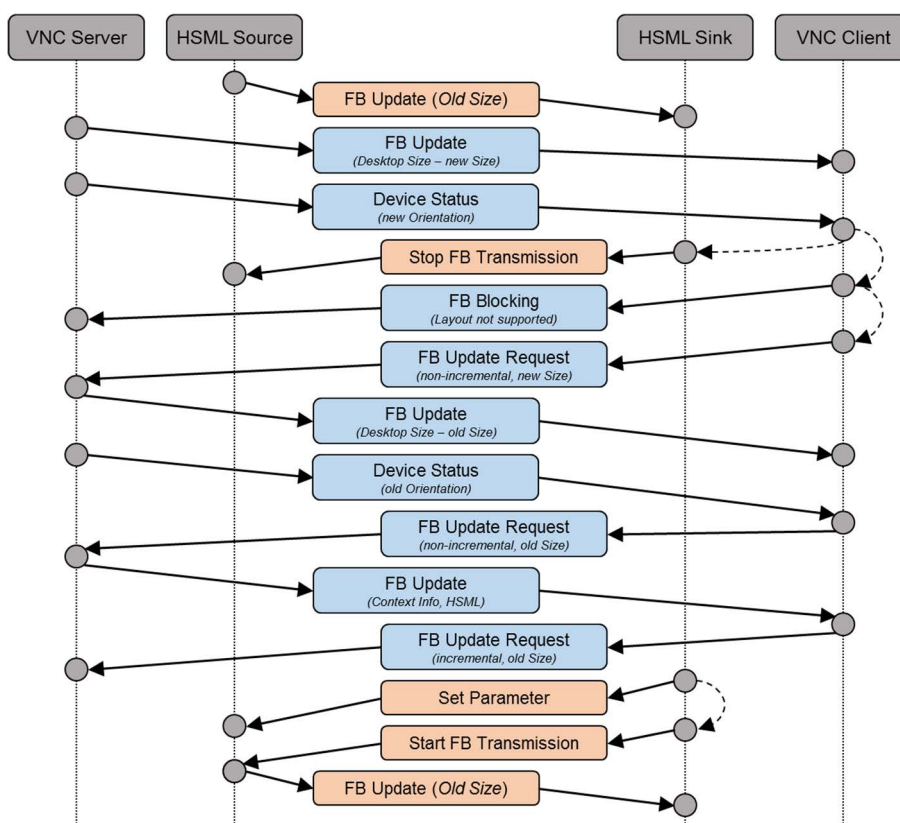 VNC Server
HSML Source
HSML Sink
VNC Client
FB Update (Old Size)
FB Update
(Desktop Size – new Size)
Device Status
(new Orientation)
Stop FB Transmission
FB Blocking
(Layout not supported)
FB Update Request
(non-incremental, new Size)
FB Update
(Desktop Size – old Size)
Device Status
(old Orientation)
FB Update Request
(non-incremental, old Size)
FB Update
(Context Info, HSML)
FB Update Request
(incremental, old Size)
Set Parameter
Start FB Transmission
FB Update (Old Size)